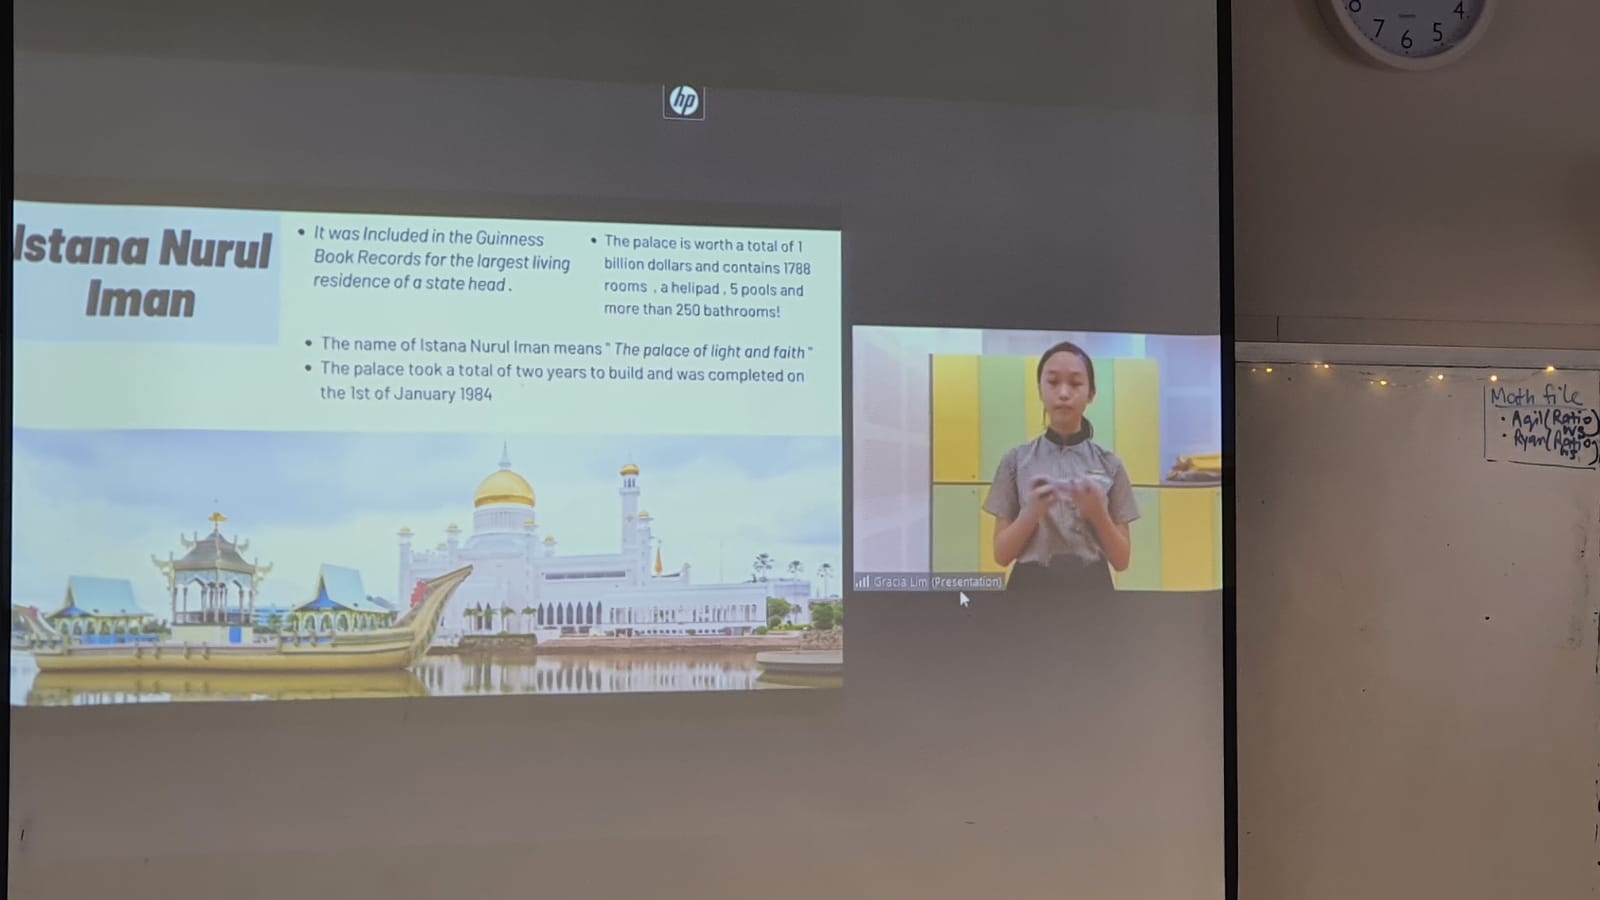 hp
Istana Nurul
Iman
• It was Included in the Guinness
Book Records for the largest living
residence of a state head .
• The palace is worth a total of 1
billion dollars and contains 1788
rooms , a helipad , 5 pools and
more than 250 bathrooms!
• The name of Istana Nurul Iman means " The palace of light and faith "
• The palace took a total of two years to build and was completed on
the 1st of January 1984
Gracia Lim (Presentation)
8 7 6 5 4
Math file
• Aqil (Ratio
WS)
• Ryan (Ratio
WS)